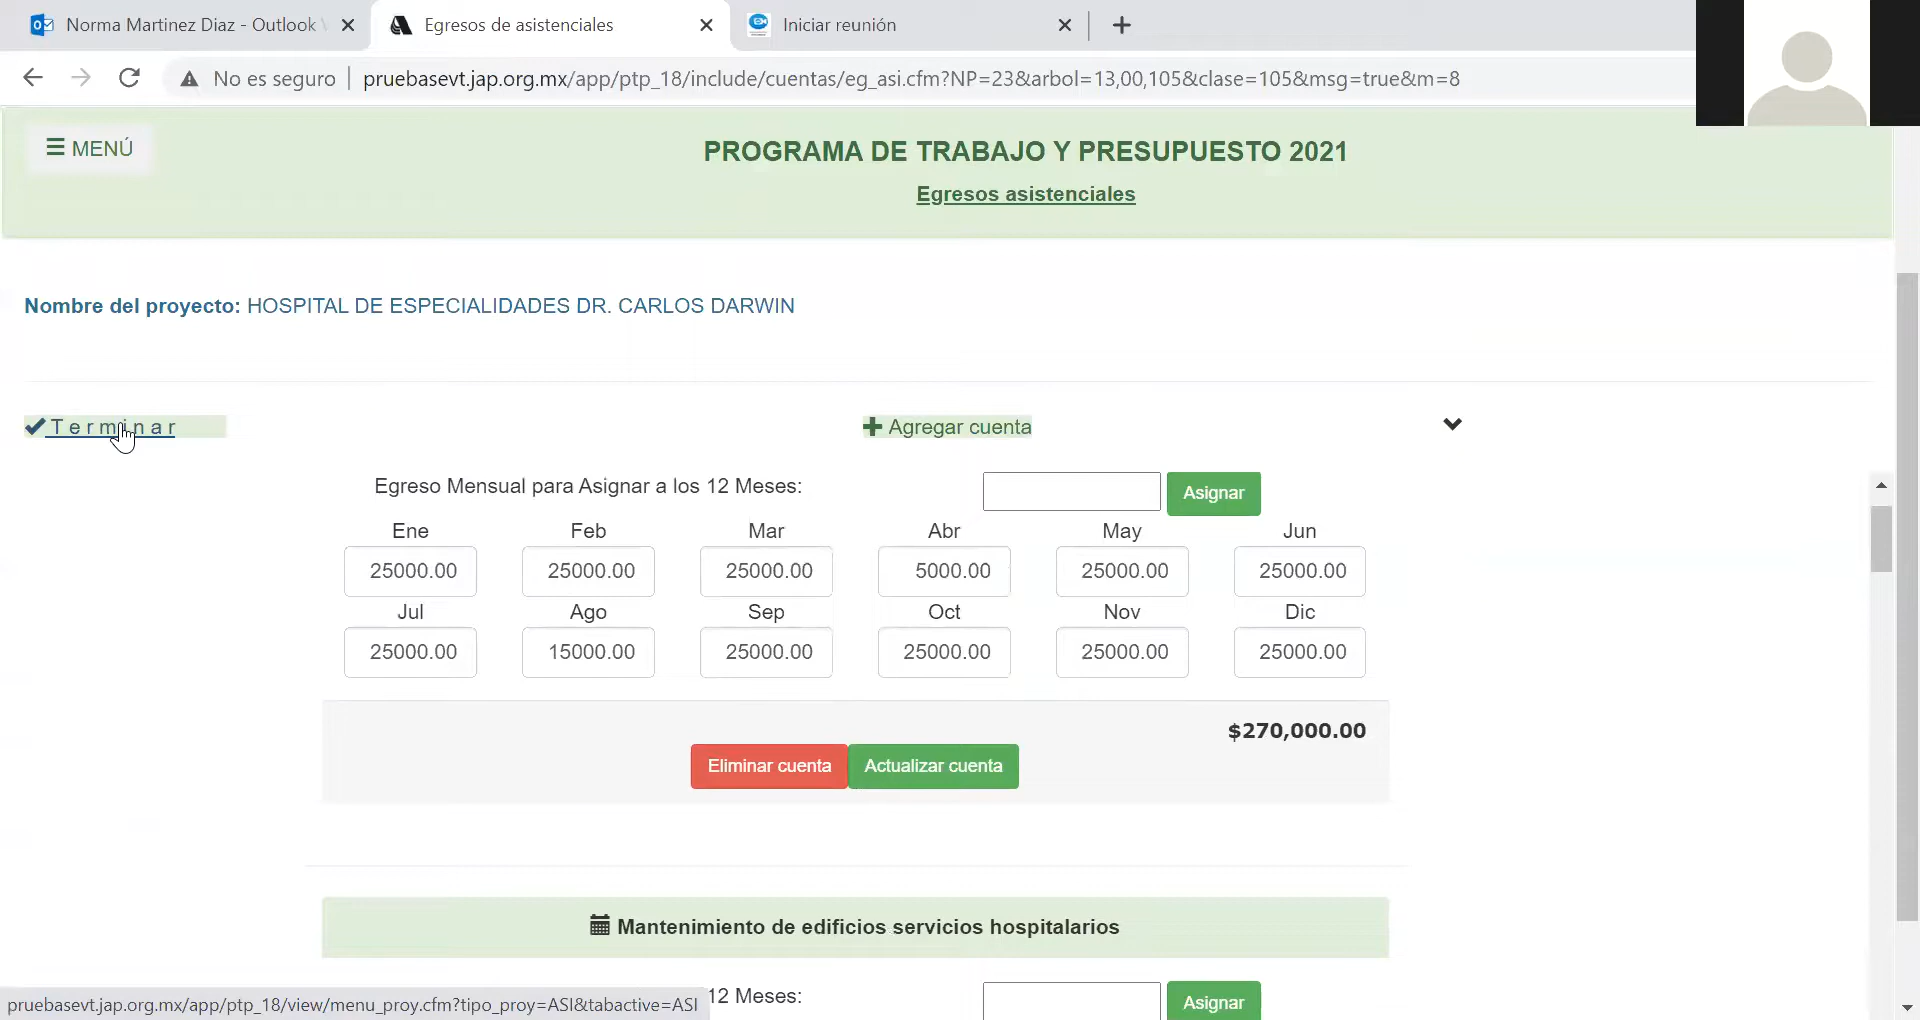 Norma Martinez Diaz - Outlook
Egresos de asistenciales
Iniciar reunión
No es seguro
pruebasevt.jap.org.mx/app/ptp_18/include/cuentas/eg_asi.cfm?NP=23&arbol=13,00,105&clase=105&msg=true&m=8
MENÚ
PROGRAMA DE TRABAJO Y PRESUPUESTO 2021
Egresos asistenciales
Nombre del proyecto: HOSPITAL DE ESPECIALIDADES DR. CARLOS DARWIN
Terminar
Agregar cuenta
Egreso Mensual para Asignar a los 12 Meses:
Asignar
Ene Feb Mar Abr May Jun
25000.00 25000.00 25000.00 5000.00 25000.00 25000.00
Jul Ago Sep Oct Nov Dic
25000.00 15000.00 25000.00 25000.00 25000.00 25000.00
$270,000.00
Eliminar cuenta Actualizar cuenta
Mantenimiento de edificios servicios hospitalarios
12 Meses:
Asignar
pruebasevt.jap.org.mx/app/ptp_18/view/menu_proy.cfm?tipo_proy=ASI&tabactive=ASI